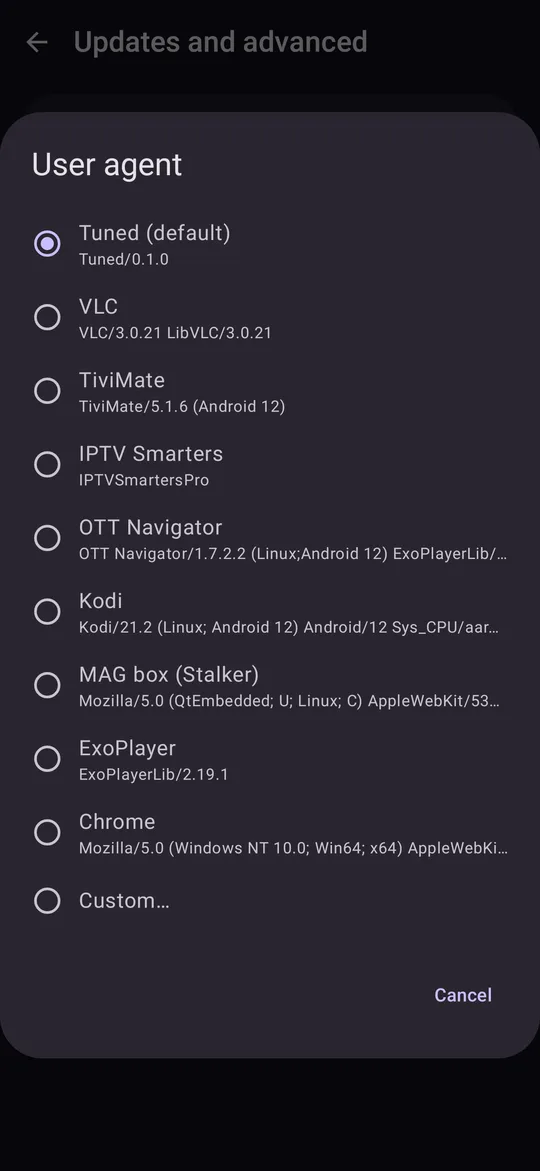 Updates and advanced
User agent
Tuned (default)
Tuned/0.1.0
VLC
VLC/3.0.21 LibVLC/3.0.21
TiviMate
TiviMate/5.1.6 (Android 12)
IPTV Smarters
IPTVSmartersPro
OTT Navigator
OTT Navigator/1.7.2.2 (Linux;Android 12) ExoPlayerLib/…
Kodi
Kodi/21.2 (Linux; Android 12) Android/12 Sys_CPU/aar…
MAG box (Stalker)
Mozilla/5.0 (QtEmbedded; U; Linux; C) AppleWebKit/53…
ExoPlayer
ExoPlayerLib/2.19.1
Chrome
Mozilla/5.0 (Windows NT 10.0; Win64; x64) AppleWebKi…
Custom…
Cancel